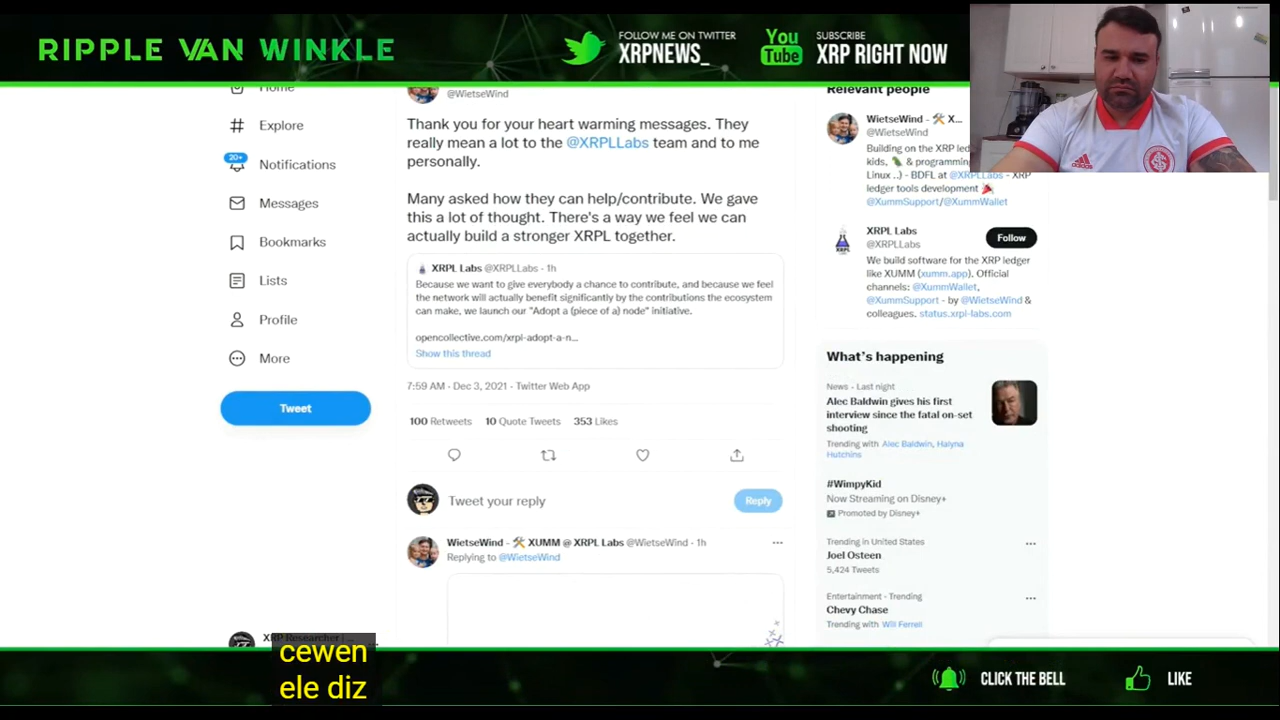 RIPPLE VAN WINKLE
FOLLOW ME ON TWITTER
XRPNEWS_
You
Tube
SUBSCRIBE
XRP RIGHT NOW
Home
Explore
20+
Notifications
Messages
Bookmarks
Lists
Profile
More
Tweet
@WietseWind
Thank you for your heart warming messages. They
really mean a lot to the @XRPLLabs team and to me
personally.
Many asked how they can help/contribute. We gave
this a lot of thought. There's a way we feel we can
actually build a stronger XRPL together.
XRPL Labs @XRPLLabs · 1h
Because we want to give everybody a chance to contribute, and because we feel
the network will actually benefit significantly by the contributions the ecosystem
can make, we launch our "Adopt a (piece of a) node" initiative.
opencollective.com/xrpl-adopt-a-n...
Show this thread
7:59 AM · Dec 3, 2021 · Twitter Web App
100 Retweets 10 Quote Tweets 353 Likes
Tweet your reply
Reply
WietseWind - 🛠 XUMM @ XRPL Labs @WietseWind · 1h
Replying to @WietseWind
Relevant people
WietseWind - 🛠 X...
@WietseWind
Building on the XRP led
kids, & programming
Linux ..) - BDFL at @XRPLLabs - XRP
ledger tools development
@XummSupport/@XummWallet
XRPL Labs
@XRPLLabs
Follow
XRPL
We build software for the XRP ledger
like XUMM (xumm.app). Official
channels: @XummWallet,
@XummSupport - by @WietseWind &
colleagues. status.xrpl-labs.com
What's happening
News · Last night
Alec Baldwin gives his first
interview since the fatal on-set
shooting
Trending with Alec Baldwin, Halyna
Hutchins
#WimpyKid
Now Streaming on Disney+
Promoted by Disney+
Trending in United States
Joel Osteen
5,424 Tweets
Entertainment · Trending
Chevy Chase
Trending with Will Ferrell
XRP Researcher | ...
cewen
ele diz
CLICK THE BELL
LIKE
adidas